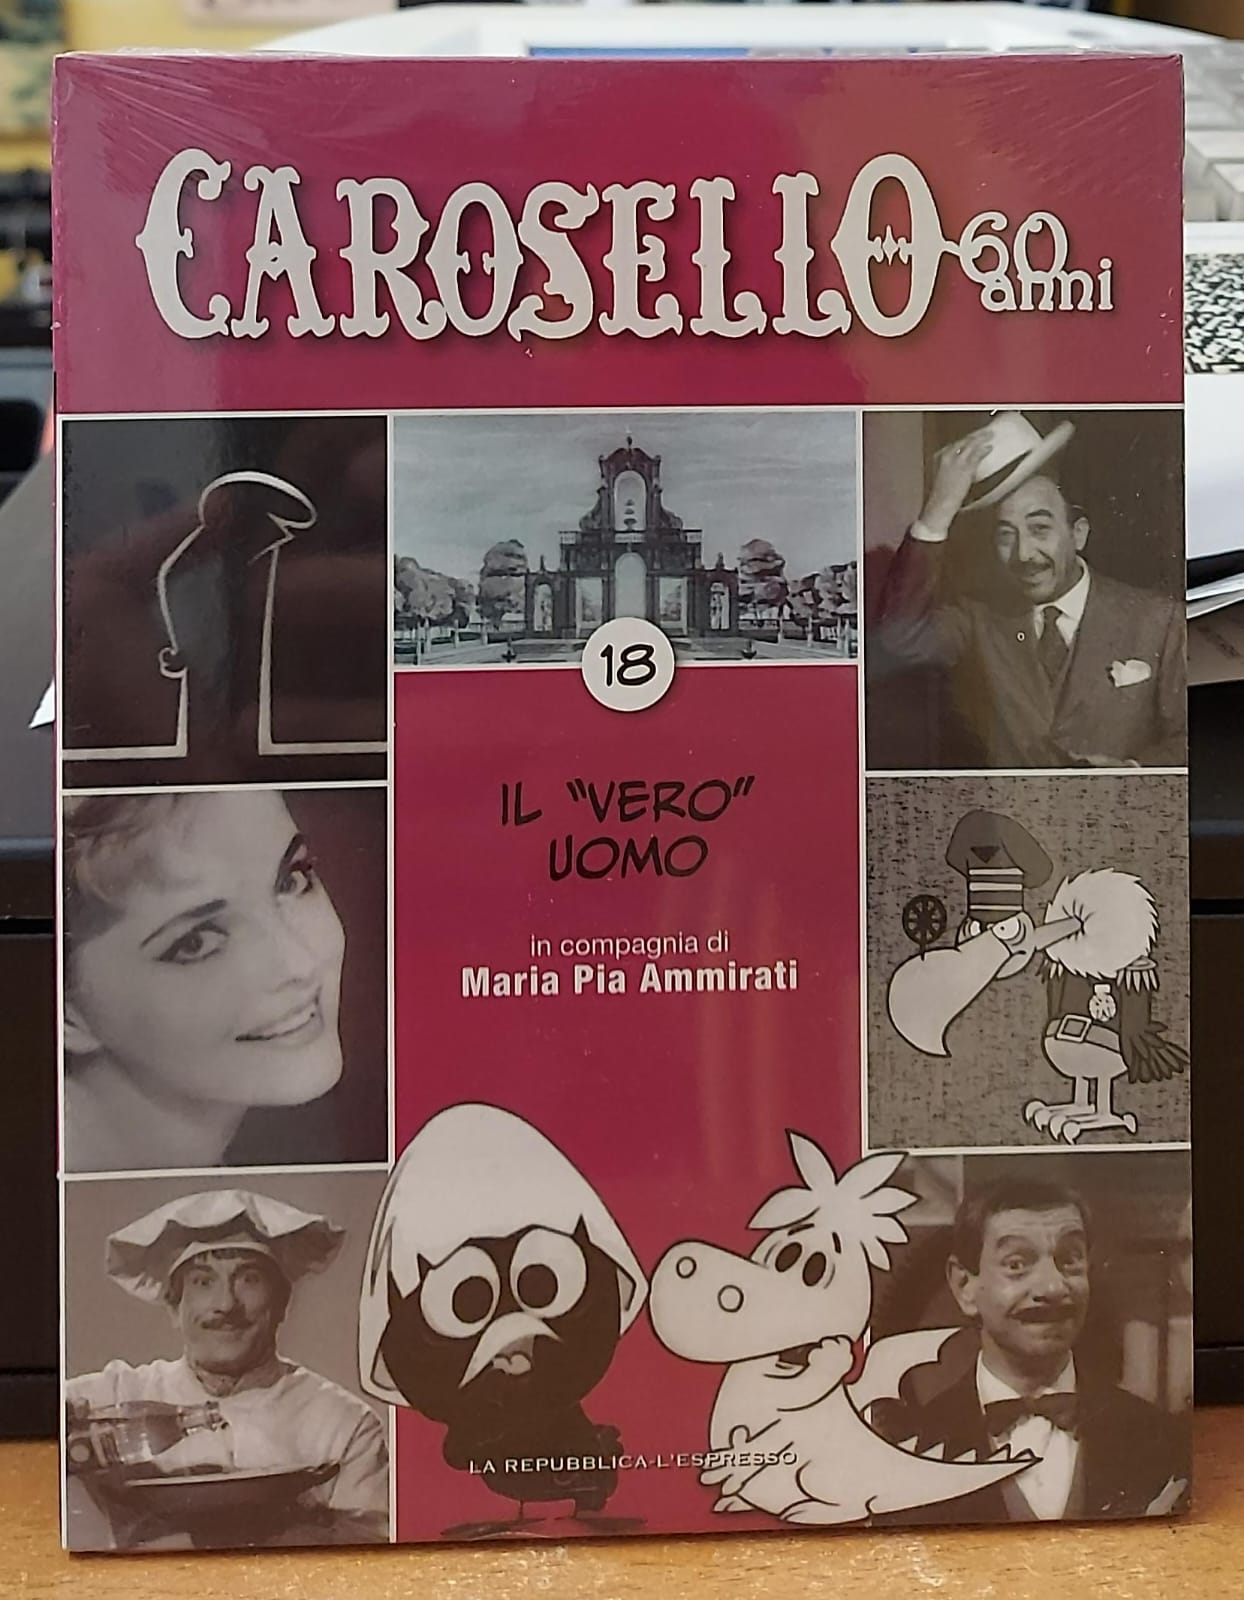 CAROSELLO 60 anni
18
IL "VERO"
UOMO
in compagnia di
Maria Pia Ammirati
LA REPUBBLICA-L'ESPRESSO